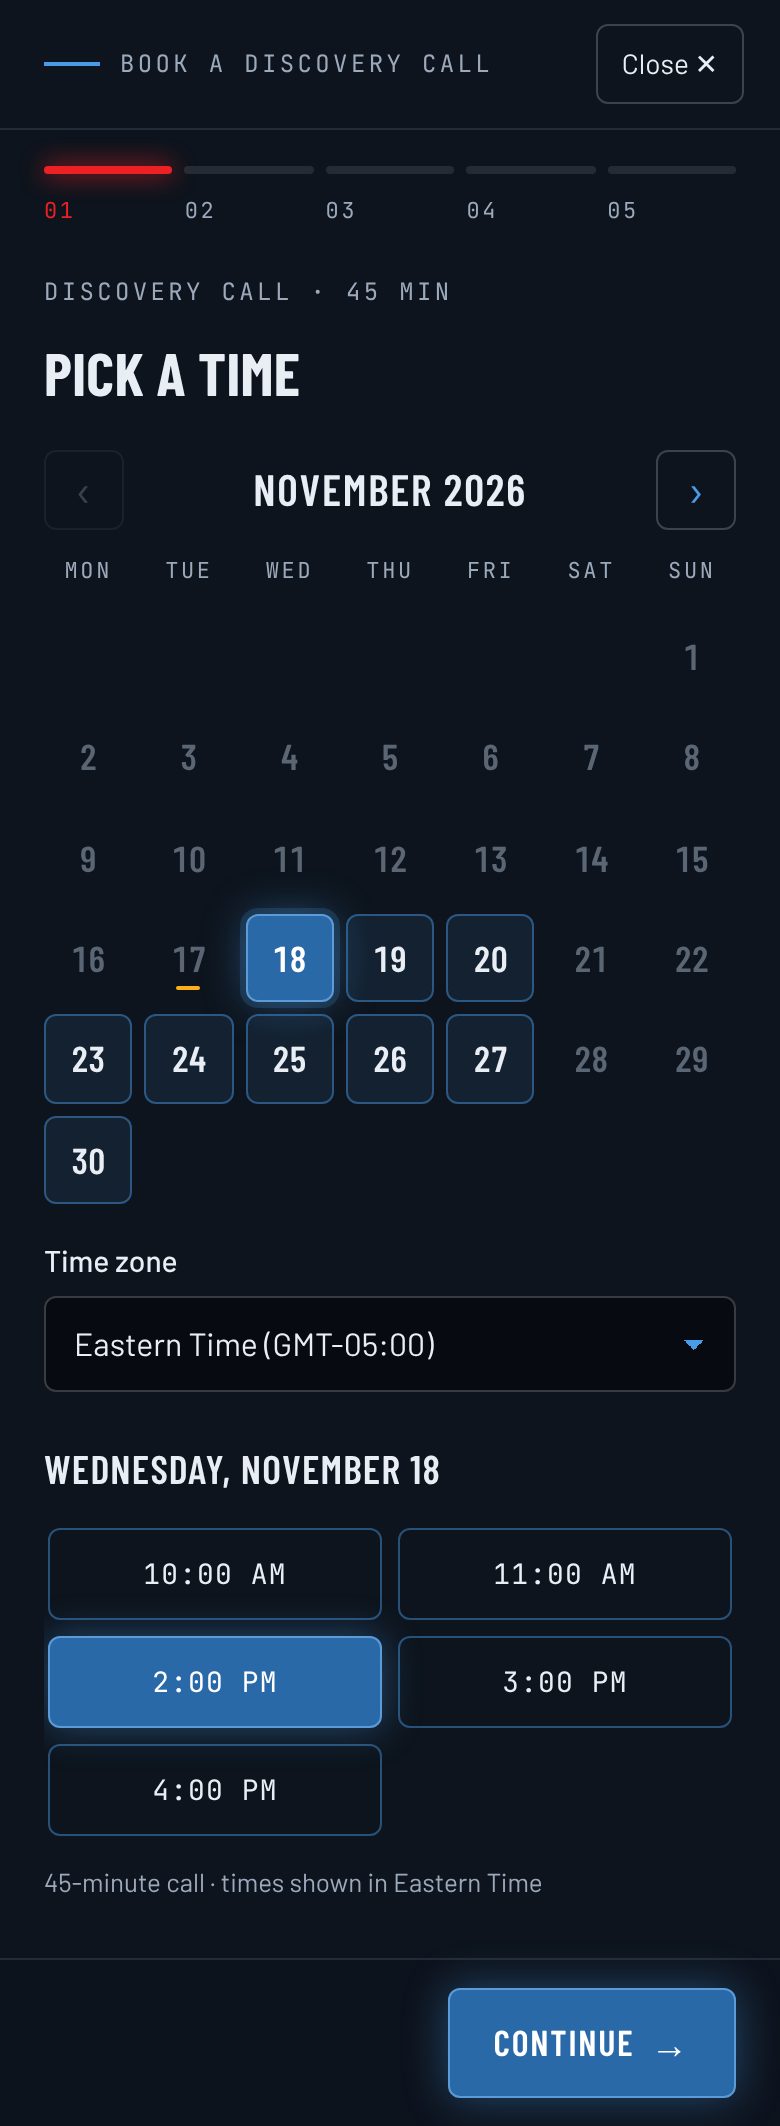 BOOK A DISCOVERY CALL
Close ✕
01 02 03 04 05
DISCOVERY CALL · 45 MIN
PICK A TIME
‹ NOVEMBER 2026 ›
MON TUE WED THU FRI SAT SUN
1
2 3 4 5 6 7 8
9 10 11 12 13 14 15
16 17 18 19 20 21 22
23 24 25 26 27 28 29
30
Time zone
Eastern Time (GMT-05:00)
WEDNESDAY, NOVEMBER 18
10:00 AM 11:00 AM
2:00 PM 3:00 PM
4:00 PM
45-minute call · times shown in Eastern Time
CONTINUE →